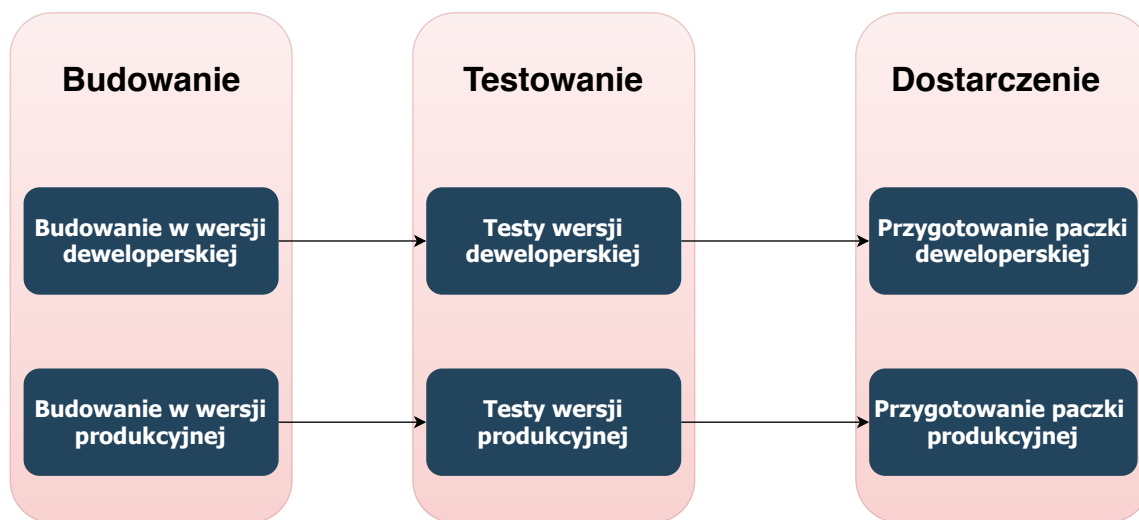 Budowanie
Testowanie
Dostarczenie
Budowanie w wersji
deweloperskiej
Testy wersji
deweloperskiej
Przygotowanie paczki
deweloperskiej
Budowanie w wersji
produkcyjnej
Testy wersji
produkcyjnej
Przygotowanie paczki
produkcyjnej